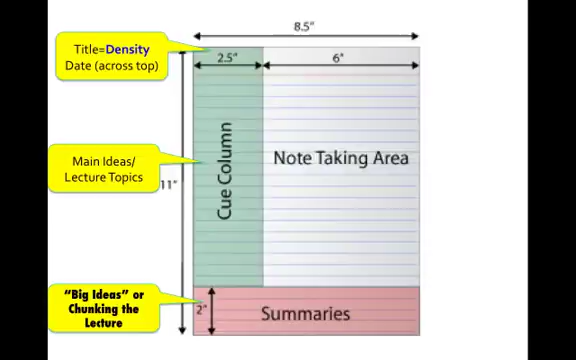 8.5"
Title=Density
Date (across top)
2.5"
6"
Main Ideas/
Lecture Topics
11"
Cue Column
Note Taking Area
"Big Ideas" or
Chunking the
Lecture
2"
Summaries